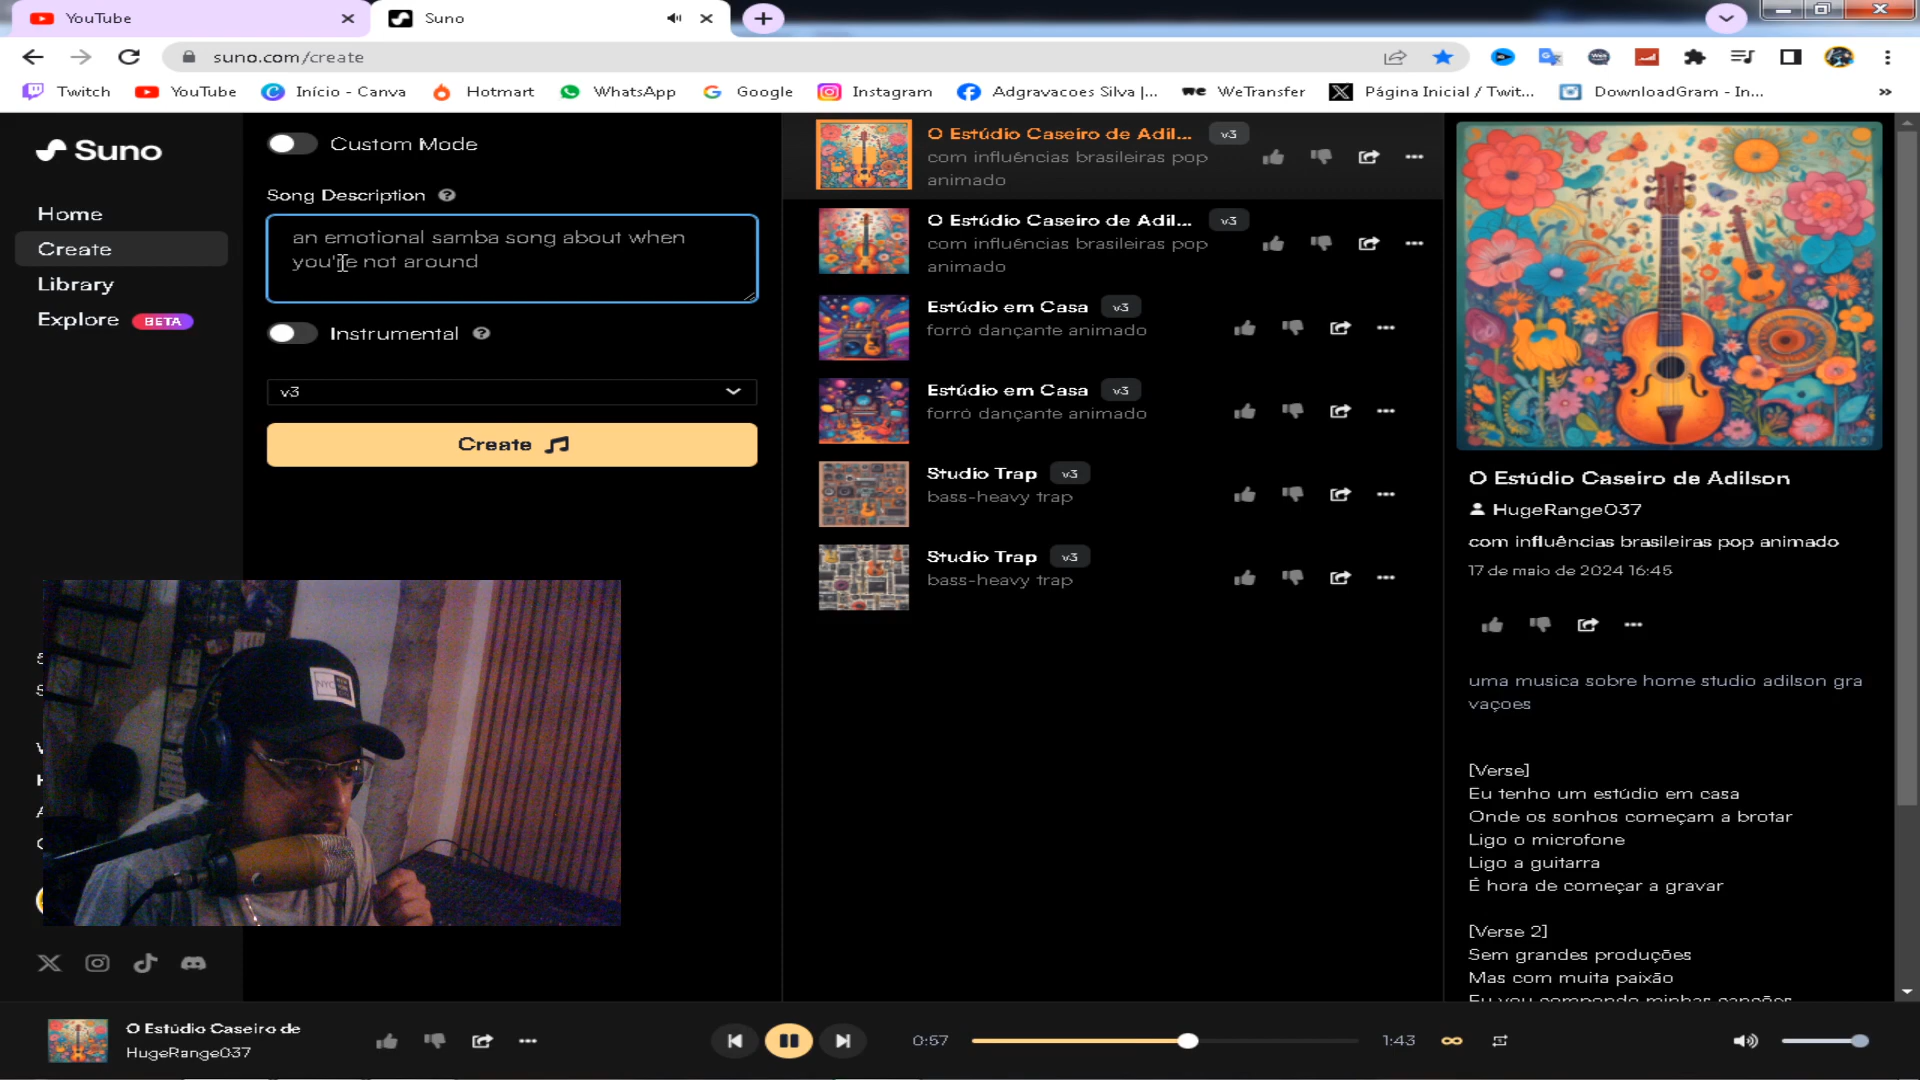 YouTube
Suno
suno.com/create
Twitch
YouTube
Início - Canva
Hotmart
WhatsApp
Google
Instagram
Adgravacoes Silva |...
WeTransfer
Página Inicial / Twit...
DownloadGram - In...
»
Suno
Home
Create
Library
Explore BETA
Custom Mode
Song Description
an emotional samba song about when
you're not around
Instrumental
v3
Create
O Estúdio Caseiro de Adil... v3
com influências brasileiras pop
animado
O Estúdio Caseiro de Adil... v3
com influências brasileiras pop
animado
Estúdio em Casa v3
forró dançante animado
Estúdio em Casa v3
forró dançante animado
Studio Trap v3
bass-heavy trap
Studio Trap v3
bass-heavy trap
O Estúdio Caseiro de Adilson
HugeRange037
com influências brasileiras pop animado
17 de maio de 2024 16:45
uma musica sobre home studio adilson gra
vaçoes
[Verse]
Eu tenho um estúdio em casa
Onde os sonhos começam a brotar
Ligo o microfone
Ligo a guitarra
É hora de começar a gravar
[Verse 2]
Sem grandes produções
Mas com muita paixão
Eu vou compondo minhas canções
NYC
O Estúdio Caseiro de
HugeRange037
0:57
1:43